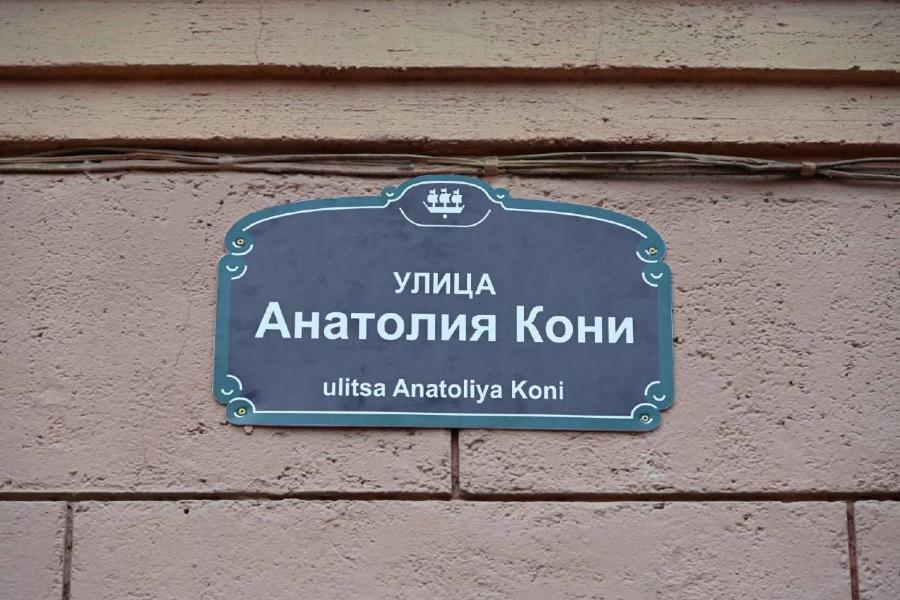 УЛИЦА
Анатолия Кони
ulitsa Anatoliya Koni